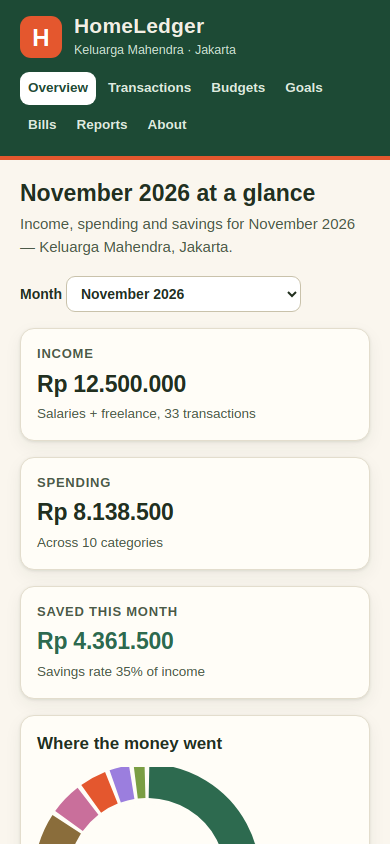 H
HomeLedger
Keluarga Mahendra · Jakarta
Overview Transactions Budgets Goals
Bills Reports About
November 2026 at a glance
Income, spending and savings for November 2026
— Keluarga Mahendra, Jakarta.
Month November 2026
INCOME
Rp 12.500.000
Salaries + freelance, 33 transactions
SPENDING
Rp 8.138.500
Across 10 categories
SAVED THIS MONTH
Rp 4.361.500
Savings rate 35% of income
Where the money went